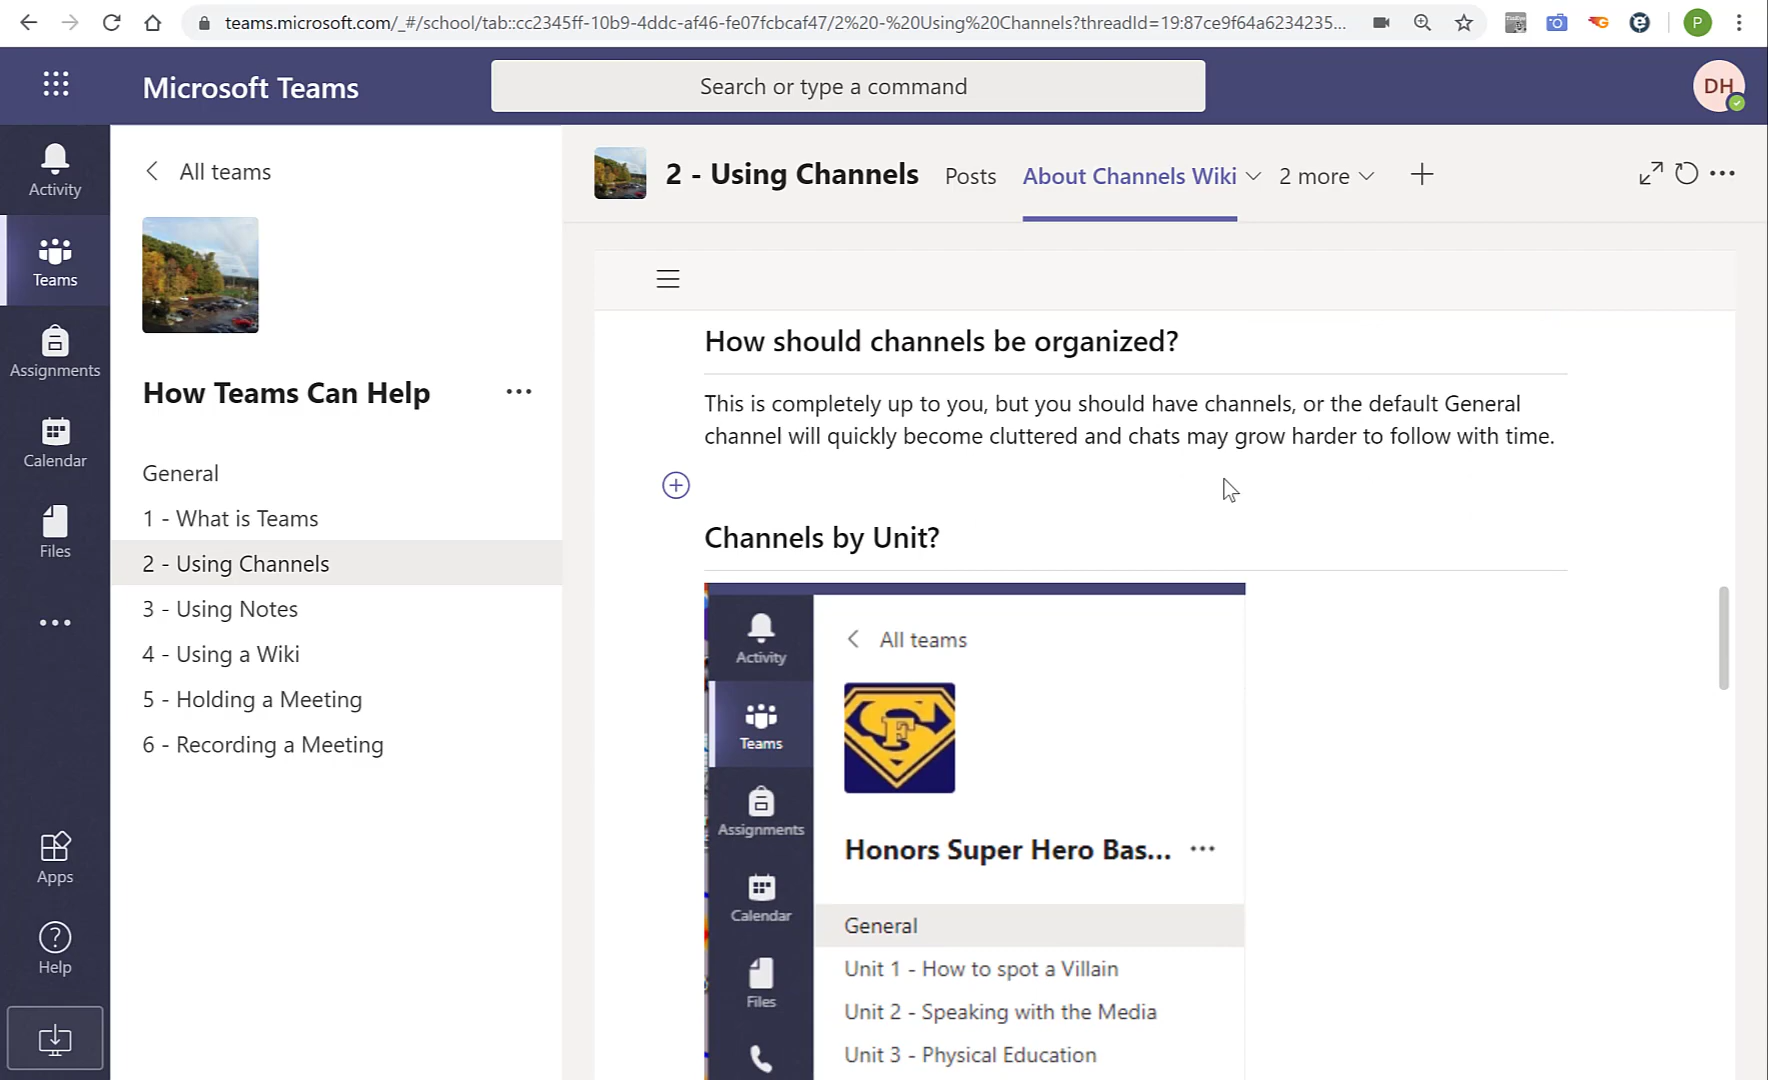 teams.microsoft.com/_#/school/tab::cc2345ff-10b9-4ddc-af46-fe07fcbcaf47/2%20-%20Using%20Channels?threadId=19:87ce9f64a6234235...
P
Microsoft Teams
Search or type a command
DH
Activity
Teams
Assignments
Calendar
Files
Apps
Help
All teams
How Teams Can Help
General
1 - What is Teams
2 - Using Channels
3 - Using Notes
4 - Using a Wiki
5 - Holding a Meeting
6 - Recording a Meeting
2 - Using Channels
Posts
About Channels Wiki
2 more
How should channels be organized?
This is completely up to you, but you should have channels, or the default General
channel will quickly become cluttered and chats may grow harder to follow with time.
Channels by Unit?
Activity
Teams
Assignments
Calendar
Files
All teams
S
F
Honors Super Hero Bas...
General
Unit 1 - How to spot a Villain
Unit 2 - Speaking with the Media
Unit 3 - Physical Education